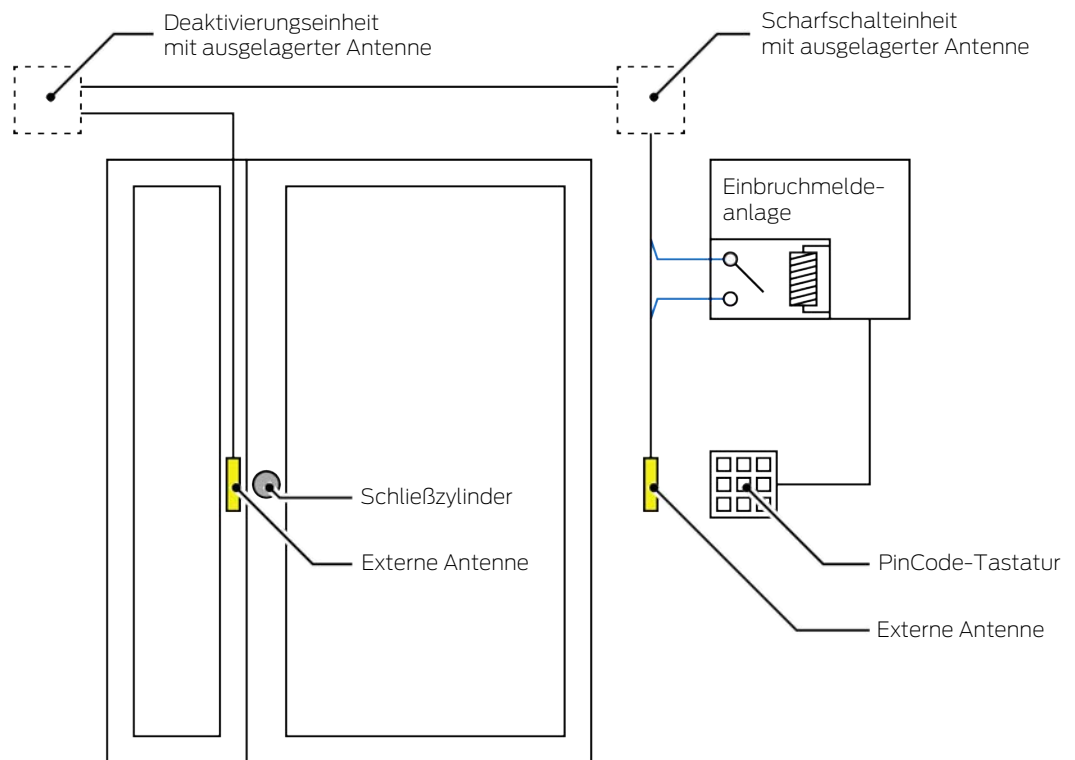 Deaktivierungseinheit
mit ausgelagerter Antenne
Scharfschalteinheit
mit ausgelagerter Antenne
Einbruchmelde-
anlage
Schließzylinder
Externe Antenne
PinCode-Tastatur
Externe Antenne